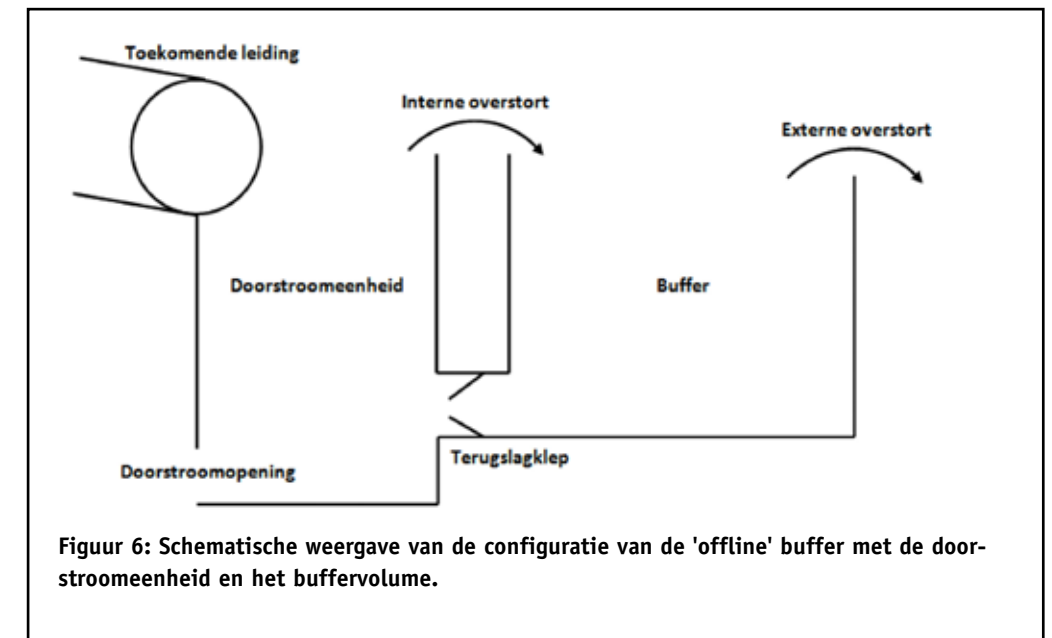 Toekomende leiding
Interne overstort
Externe overstort
Doorstroomeenheid
Buffer
Doorstroomopening
Terugslagklep
Figuur 6: Schematische weergave van de configuratie van de 'offline' buffer met de door-
stroomeenheid en het buffervolume.